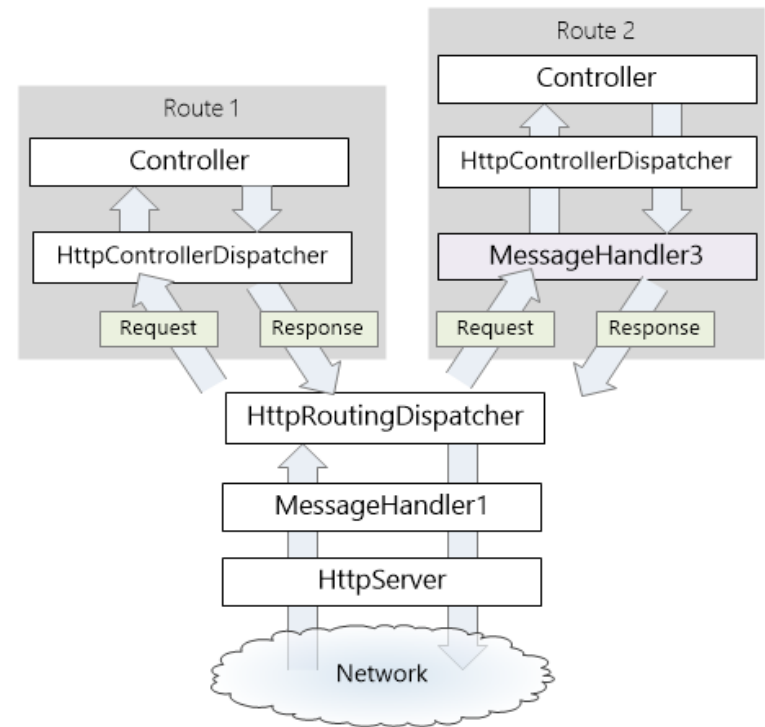 Route 2
Controller
HttpControllerDispatcher
MessageHandler3
Request
Response
Route 1
Controller
HttpControllerDispatcher
Request
Response
HttpRoutingDispatcher
MessageHandler1
HttpServer
Network